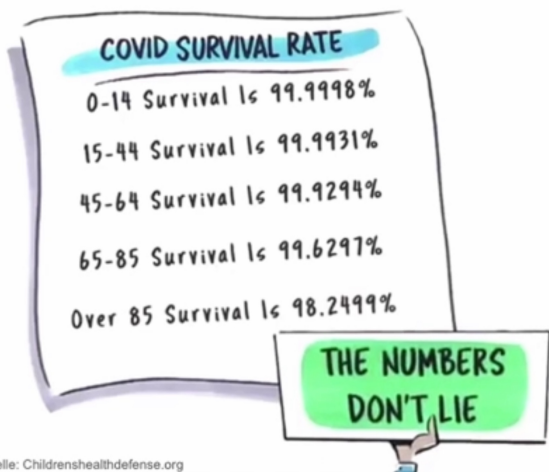 COVID SURVIVAL RATE
0-14 Survival Is 99.9998%
15-44 Survival Is 99.9931%
45-64 Survival Is 99.9294%
65-85 Survival Is 99.6297%
Over 85 Survival Is 98.2499%
THE NUMBERS
DON'T LIE
elle: Childrenshealthdefense.org